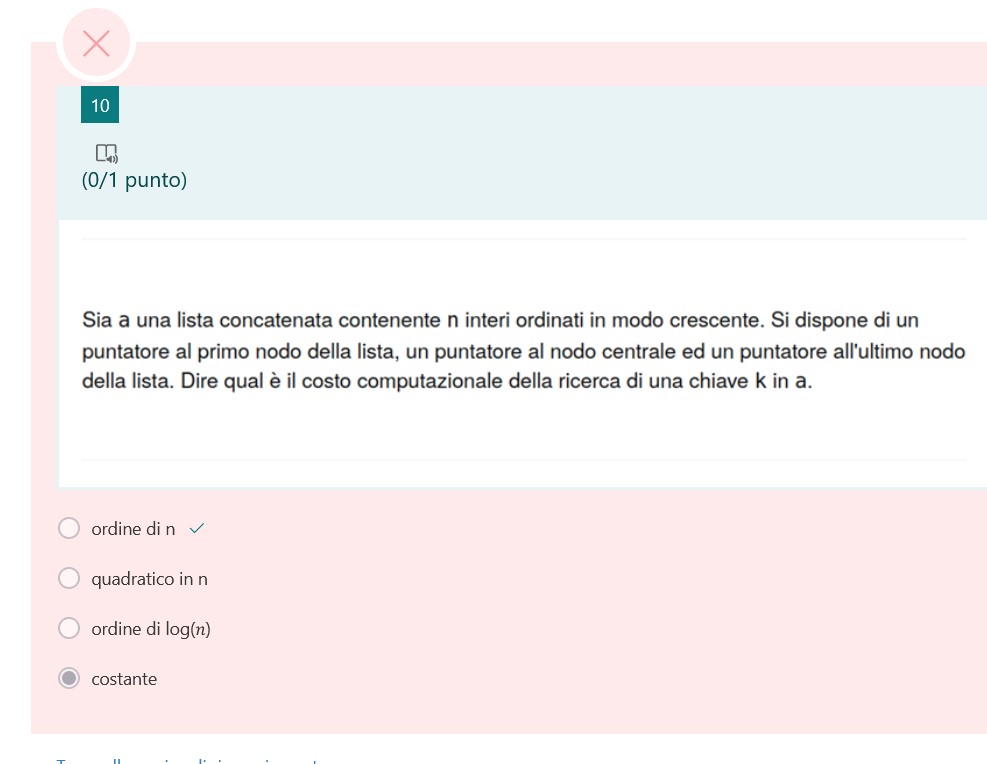 10
(0/1 punto)
Sia a una lista concatenata contenente n interi ordinati in modo crescente. Si dispone di un
puntatore al primo nodo della lista, un puntatore al nodo centrale ed un puntatore all'ultimo nodo
della lista. Dire qual è il costo computazionale della ricerca di una chiave k in a.
ordine di n
quadratico in n
ordine di log(n)
costante